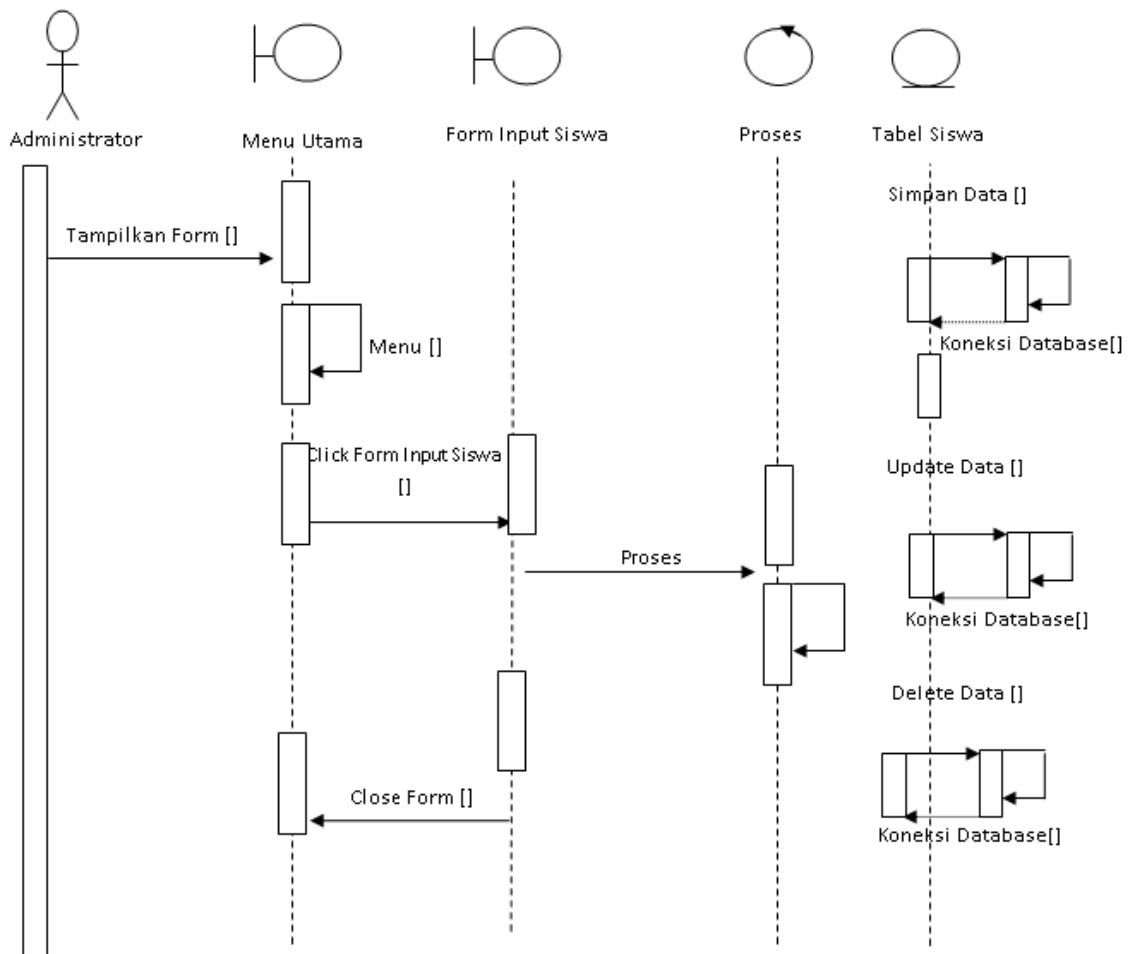 Administrator
Menu Utama
Form Input Siswa
Proses
Tabel Siswa
Simpan Data []
Tampilkan Form []
Koneksi Database[]
Menu []
Click Form Input Siswa
[]
Update Data []
Proses
Koneksi Database[]
Delete Data []
Close Form []
Koneksi Database[]